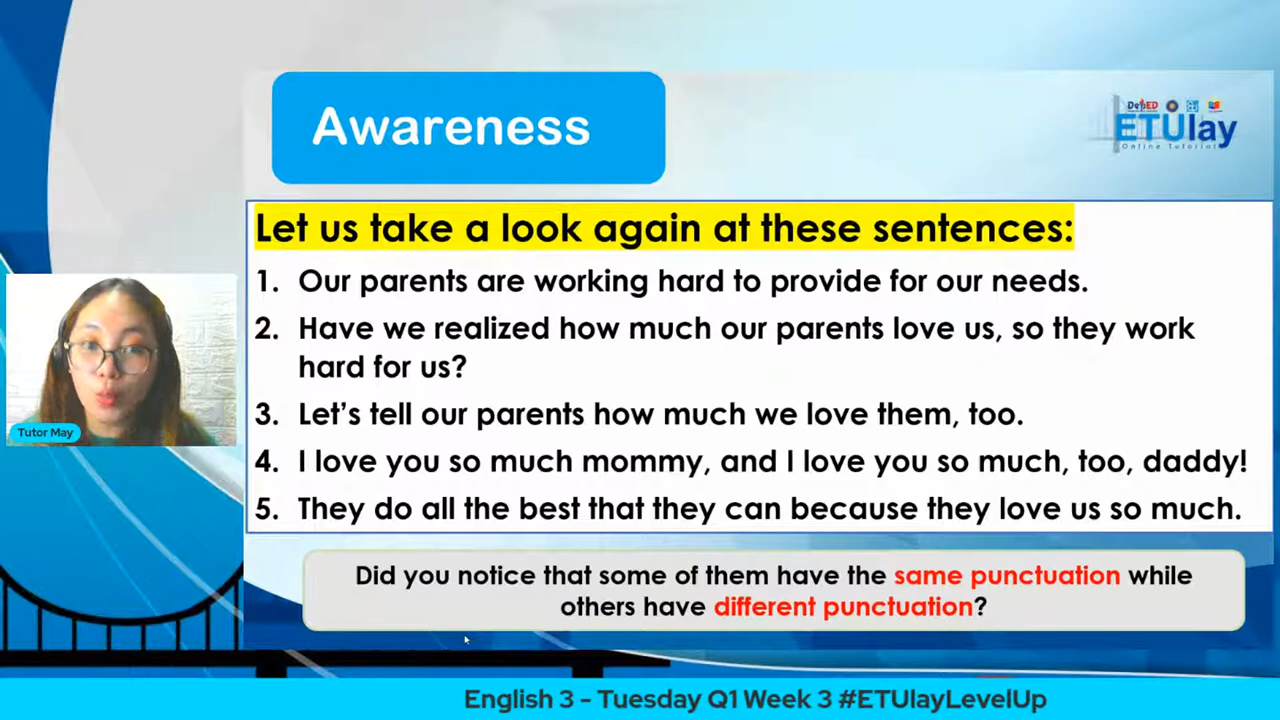 Awareness
DepED
ETUlay
Online Tutorial
Let us take a look again at these sentences:
1. Our parents are working hard to provide for our needs.
2. Have we realized how much our parents love us, so they work
hard for us?
3. Let’s tell our parents how much we love them, too.
4. I love you so much mommy, and I love you so much, too, daddy!
5. They do all the best that they can because they love us so much.
Tutor May
Did you notice that some of them have the same punctuation while
others have different punctuation?
English 3 - Tuesday Q1 Week 3 #ETUlayLevelUp